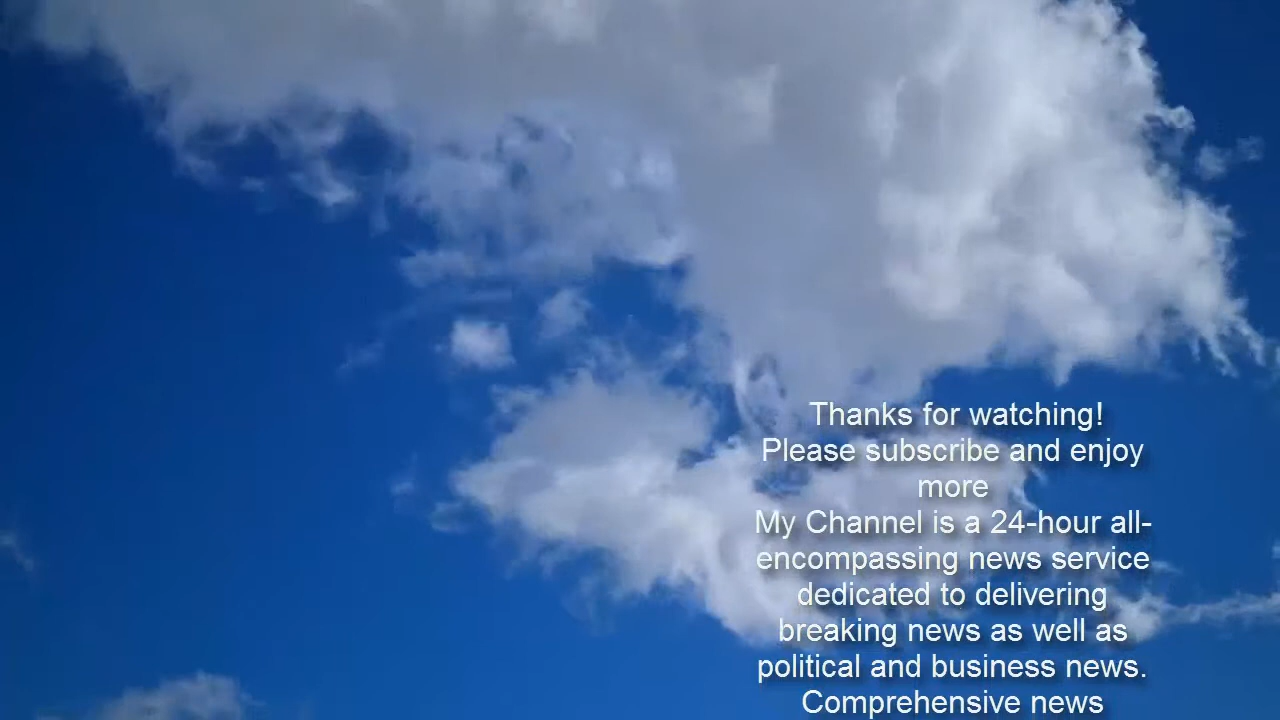 Thanks for watching!
Please subscribe and enjoy
more
My Channel is a 24-hour all-
encompassing news service
dedicated to delivering
breaking news as well as
political and business news.
Comprehensive news